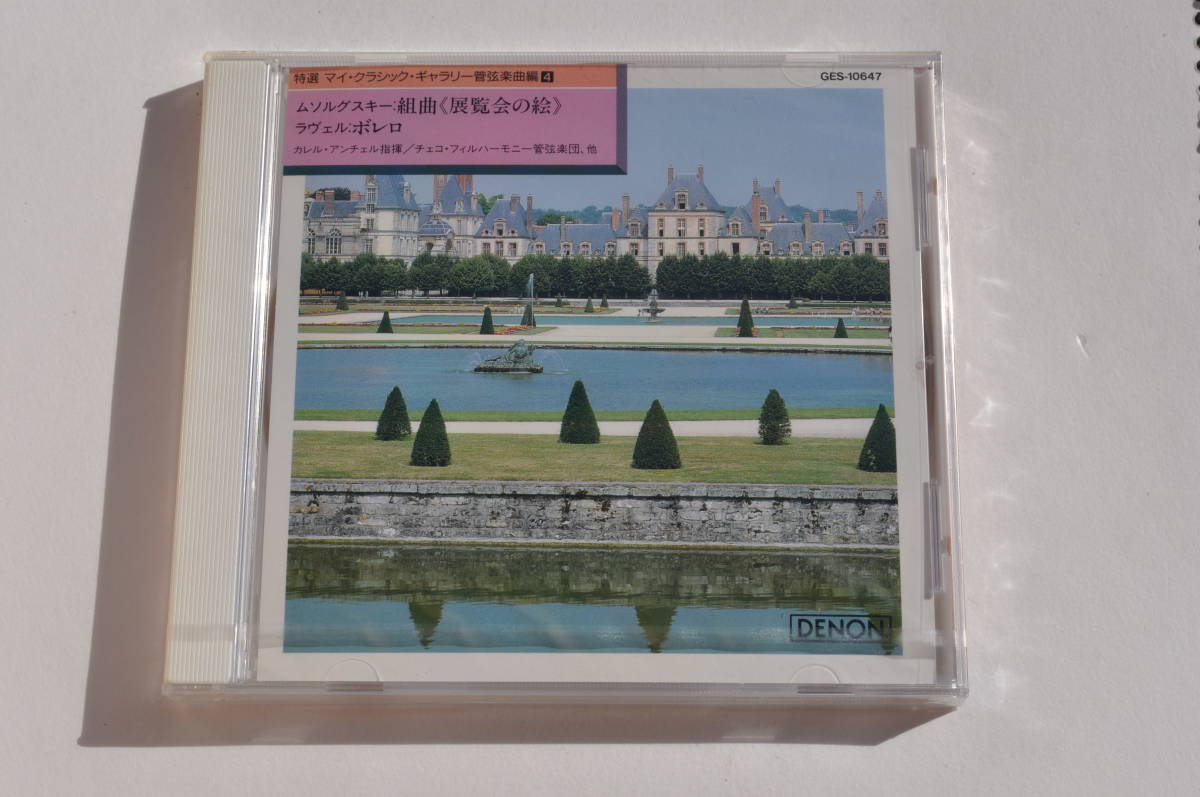 特選 マイ・クラシック・ギャラリー管弦楽曲編4
GES-10647
ムソルグスキー:組曲《展覧会の絵》
ラヴェル:ボレロ
カレル・アンチェル指揮/チェコ・フィルハーモニー管弦楽団、他
DENON